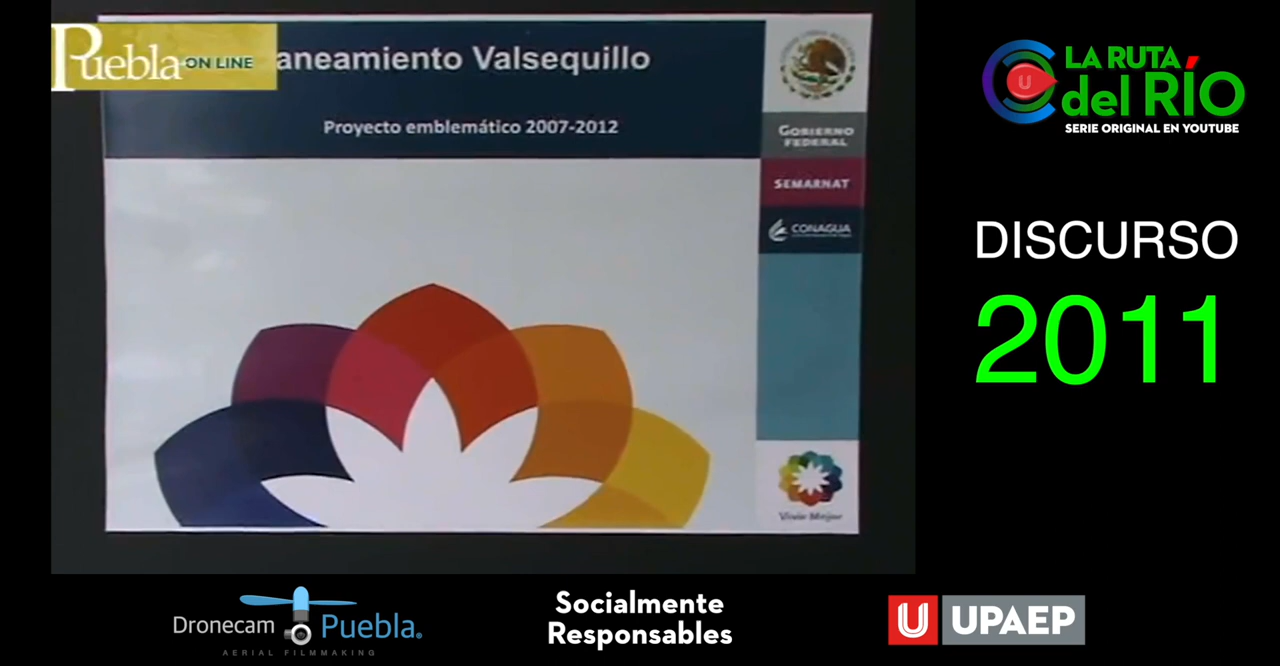 Puebla ON LINE
aneamiento Valsequillo
Proyecto emblemático 2007-2012
GOBIERNO
FEDERAL
SEMARNAT
CONAGUA
Vivir Mejor
LA RUTA
del RÍO
SERIE ORIGINAL EN YOUTUBE
DISCURSO
2011
Dronecam Puebla.
AERIAL FILMMAKING
Socialmente
Responsables
U UPAEP